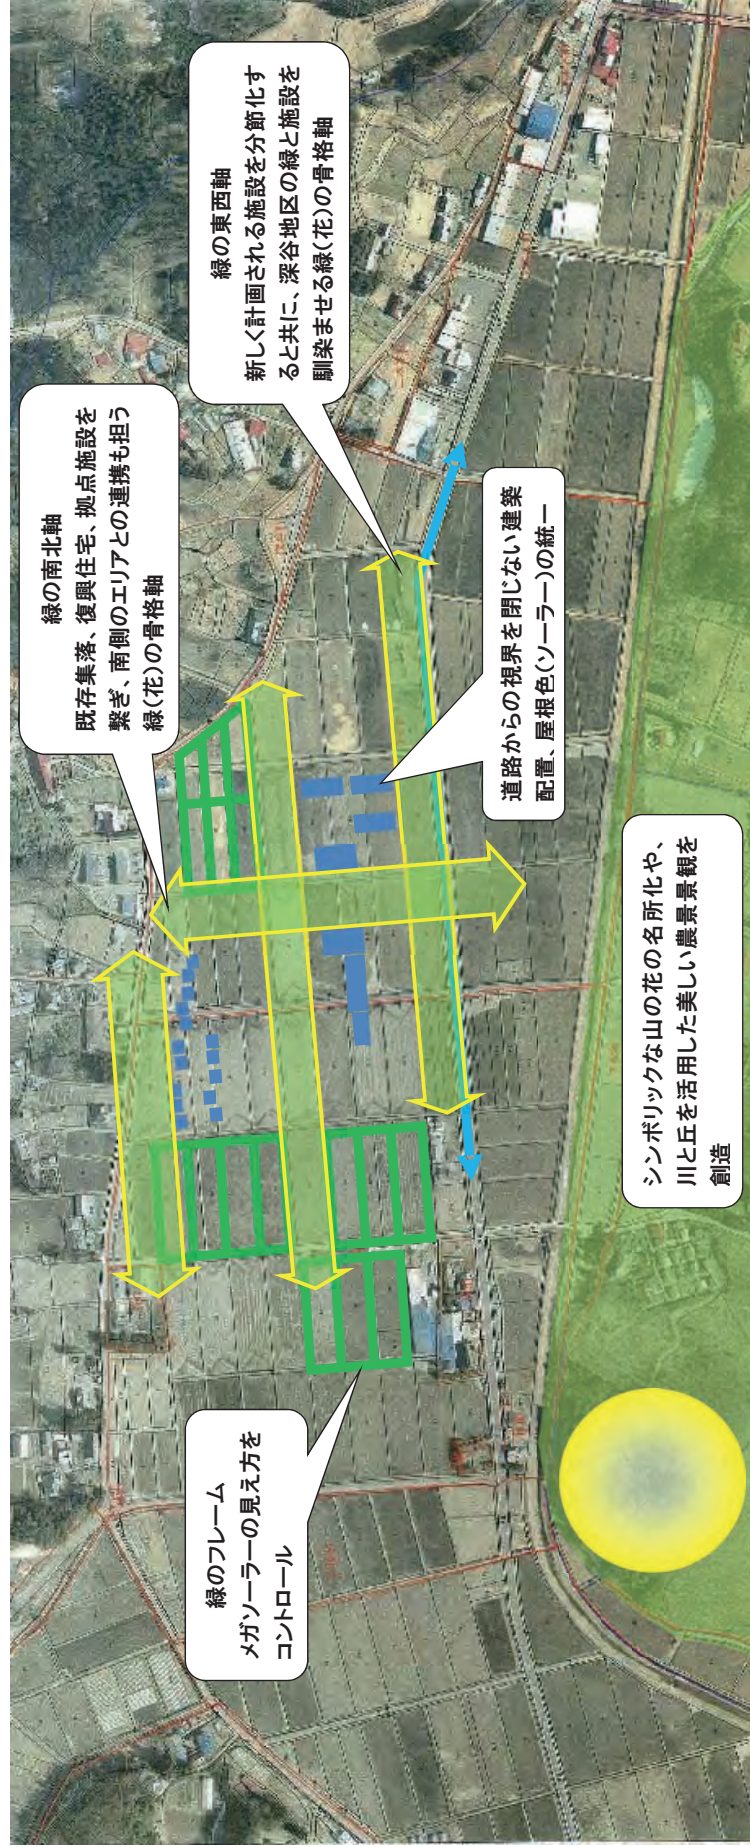 緑のフレーム
メガソーラーの見え方を
コントロール
緑の南北軸
既存集落、復興住宅、拠点施設を
繋ぎ、南側のエリアとの連携も担う
緑(花)の骨格軸
緑の東西軸
新しく計画される施設を分節化す
ると共に、深谷地区の緑と施設を
馴染ませる緑(花)の骨格軸
道路からの視界を閉じない建築
配置、屋根色(ソーラー)の統一
シンボリックな山の花の名所化や、
川と丘を活用した美しい農景景観を
創造